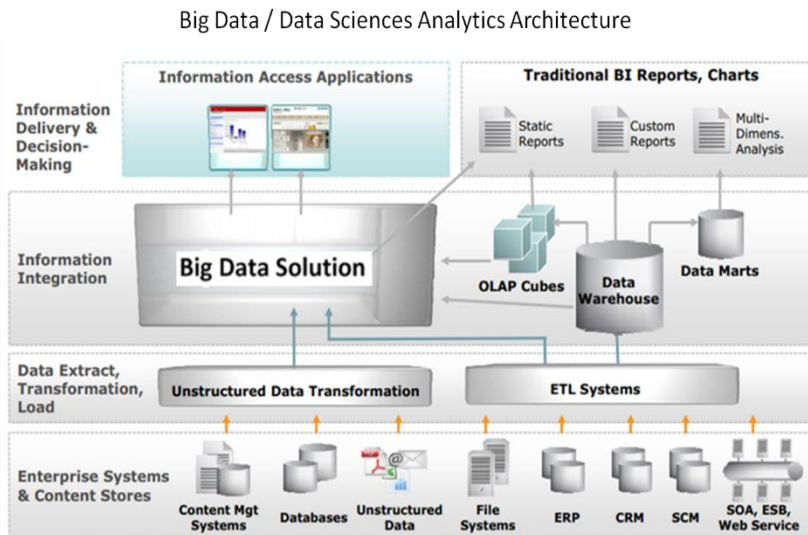 Big Data / Data Sciences Analytics Architecture
Information
Delivery &
Decision-
Making
Information Access Applications
Traditional BI Reports, Charts
Static
Reports
Custom
Reports
Multi-
Dimens.
Analysis
Information
Integration
Big Data Solution
OLAP Cubes
Data
Warehouse
Data Marts
Data Extract,
Transformation,
Load
Unstructured Data Transformation
ETL Systems
Enterprise Systems
& Content Stores
Content Mgt
Systems
Databases
Unstructured
Data
File
Systems
ERP
CRM
SCM
SOA, ESB,
Web Service